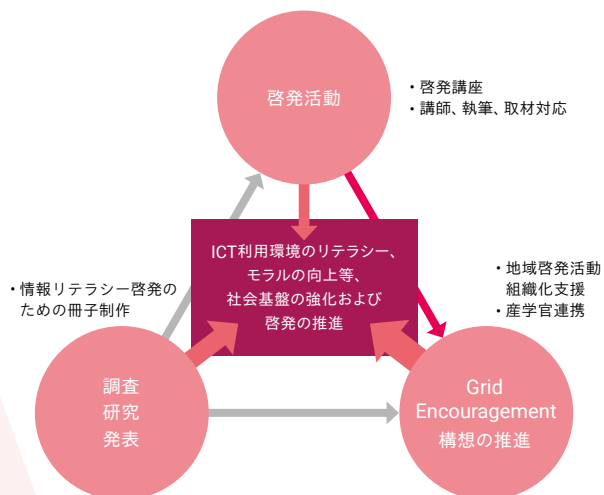 啓発活動
・啓発講座
・講師、執筆、取材対応
ICT利用環境のリテラシー、
モラルの向上等、
社会基盤の強化および
啓発の推進
・情報リテラシー啓発の
ための冊子制作
・地域啓発活動
組織化支援
・産学官連携
調査
研究
発表
Grid
Encouragement
構想の推進